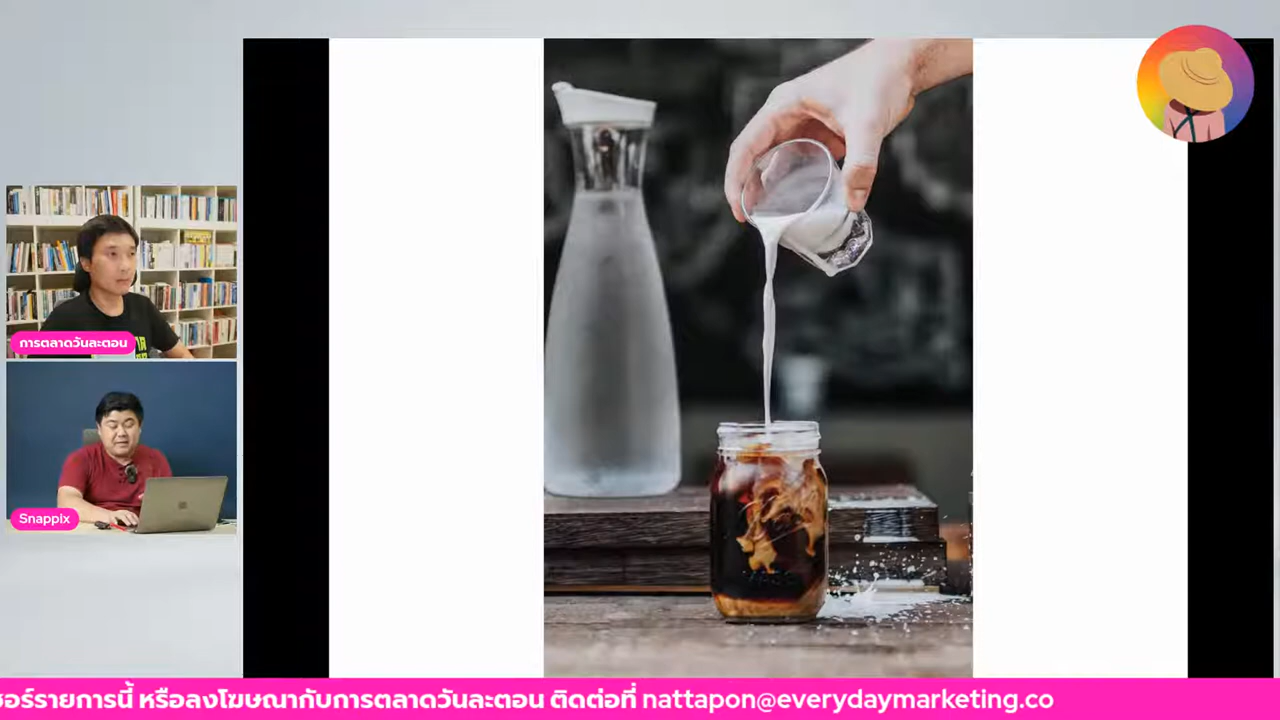 การตลาดวันละตอน
Snappix
ซอร์รายการนี้ หรือลงโฆษณากับการตลาดวันละตอน ติดต่อที่ nattapon@everydaymarketing.co